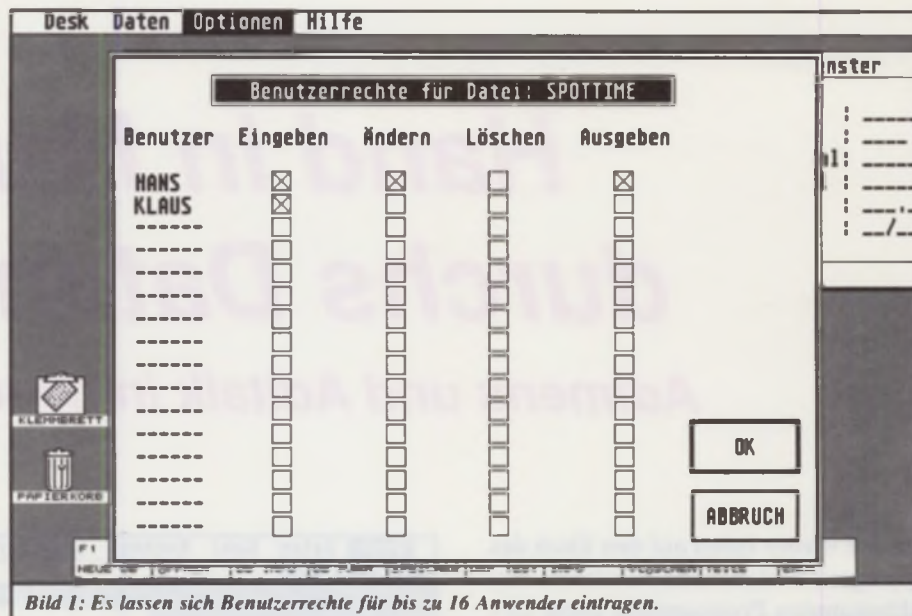 Desk Daten Optionen Hilfe
nster
Benutzerrechte für Datei: SPOTTIME
Benutzer Eingeben Ändern Löschen Ausgeben
HANS
KLAUS
KLEMMBRETT
OK
PAPIERKORB
ABBRUCH
F1
Bild 1: Es lassen sich Benutzerrechte für bis zu 16 Anwender eintragen.